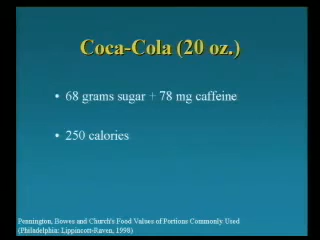 Coca-Cola (20 oz.)
• 68 grams sugar + 78 mg caffeine
• 250 calories
Pennington, Bowes and Church's Food Values of Portions Commonly Used
(Philadelphia: Lippincott-Raven, 1998)